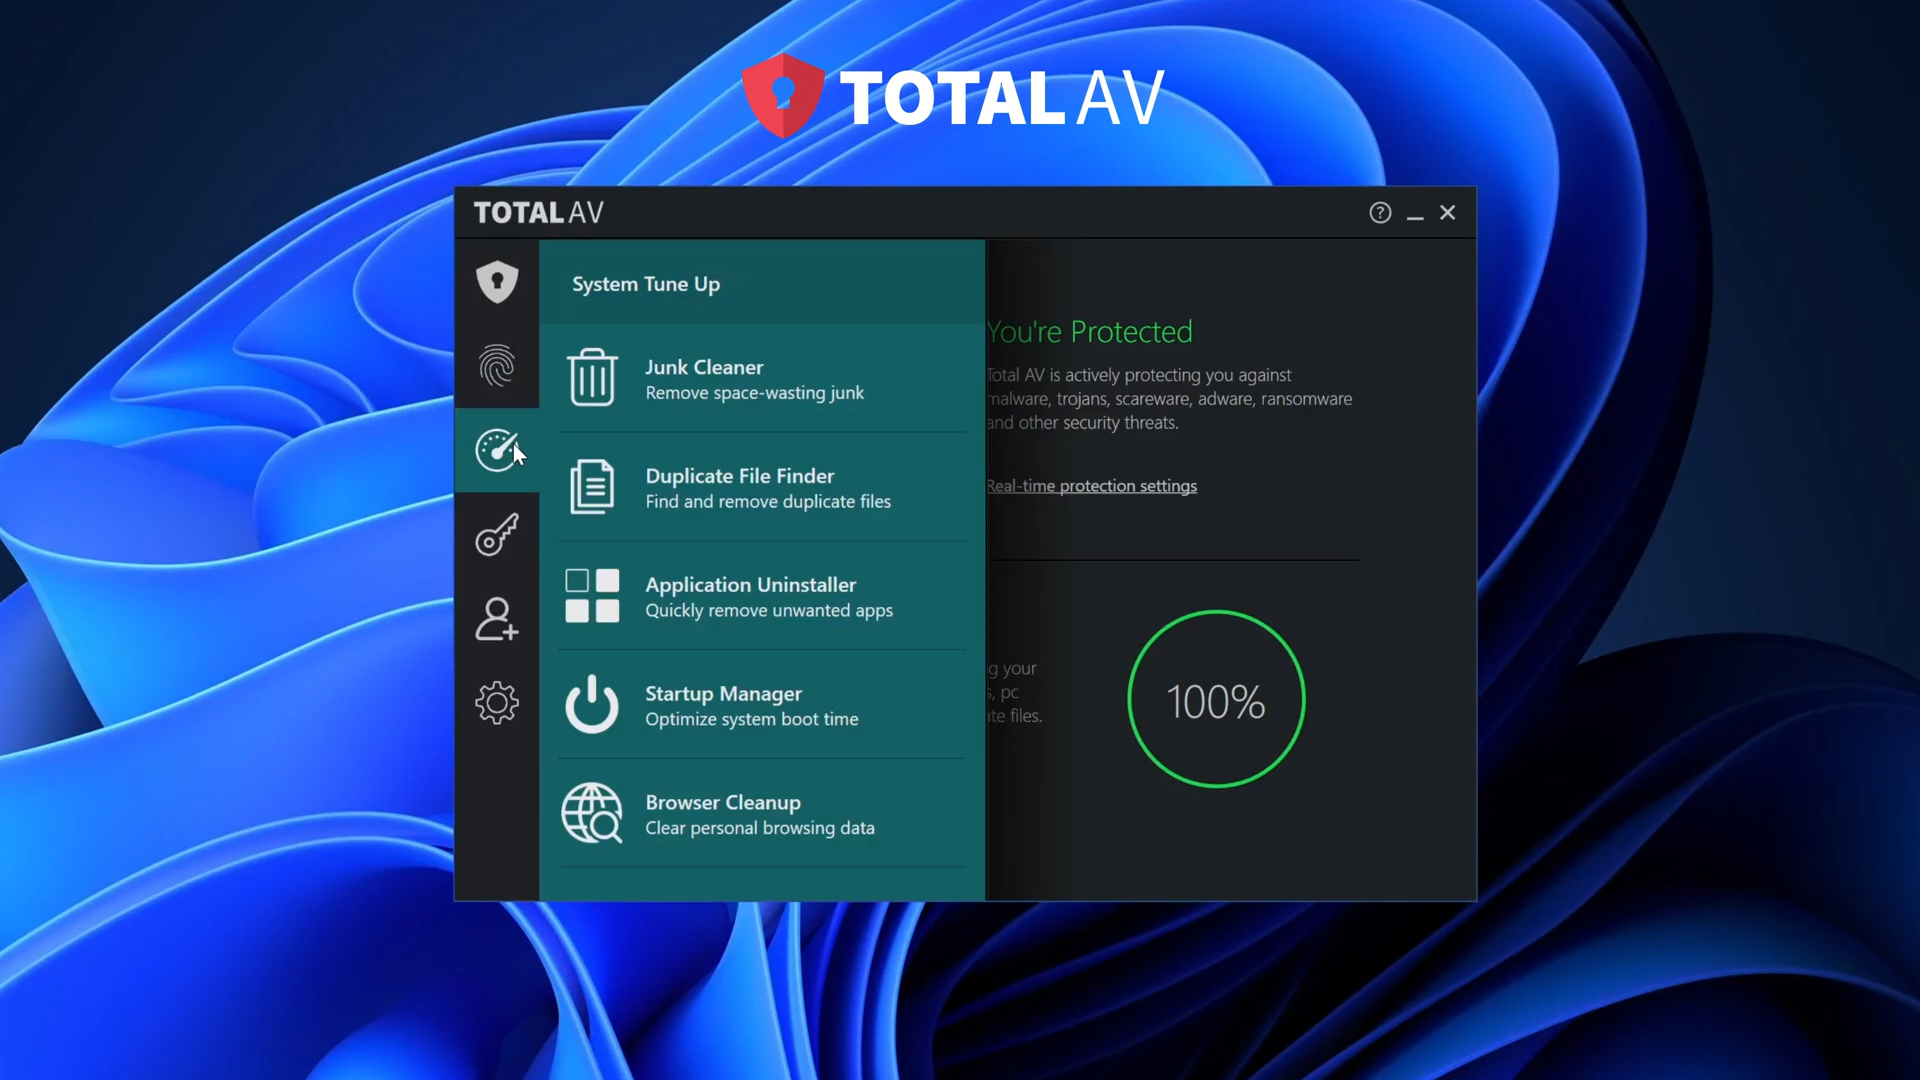 TOTAL AV
TOTAL AV
System Tune Up
Junk Cleaner
Remove space-wasting junk
Duplicate File Finder
Find and remove duplicate files
Application Uninstaller
Quickly remove unwanted apps
Startup Manager
Optimize system boot time
Browser Cleanup
Clear personal browsing data
You're Protected
Total AV is actively protecting you against
malware, trojans, scareware, adware, ransomware
and other security threats.
Real-time protection settings
g your
s, pc
te files.
100%